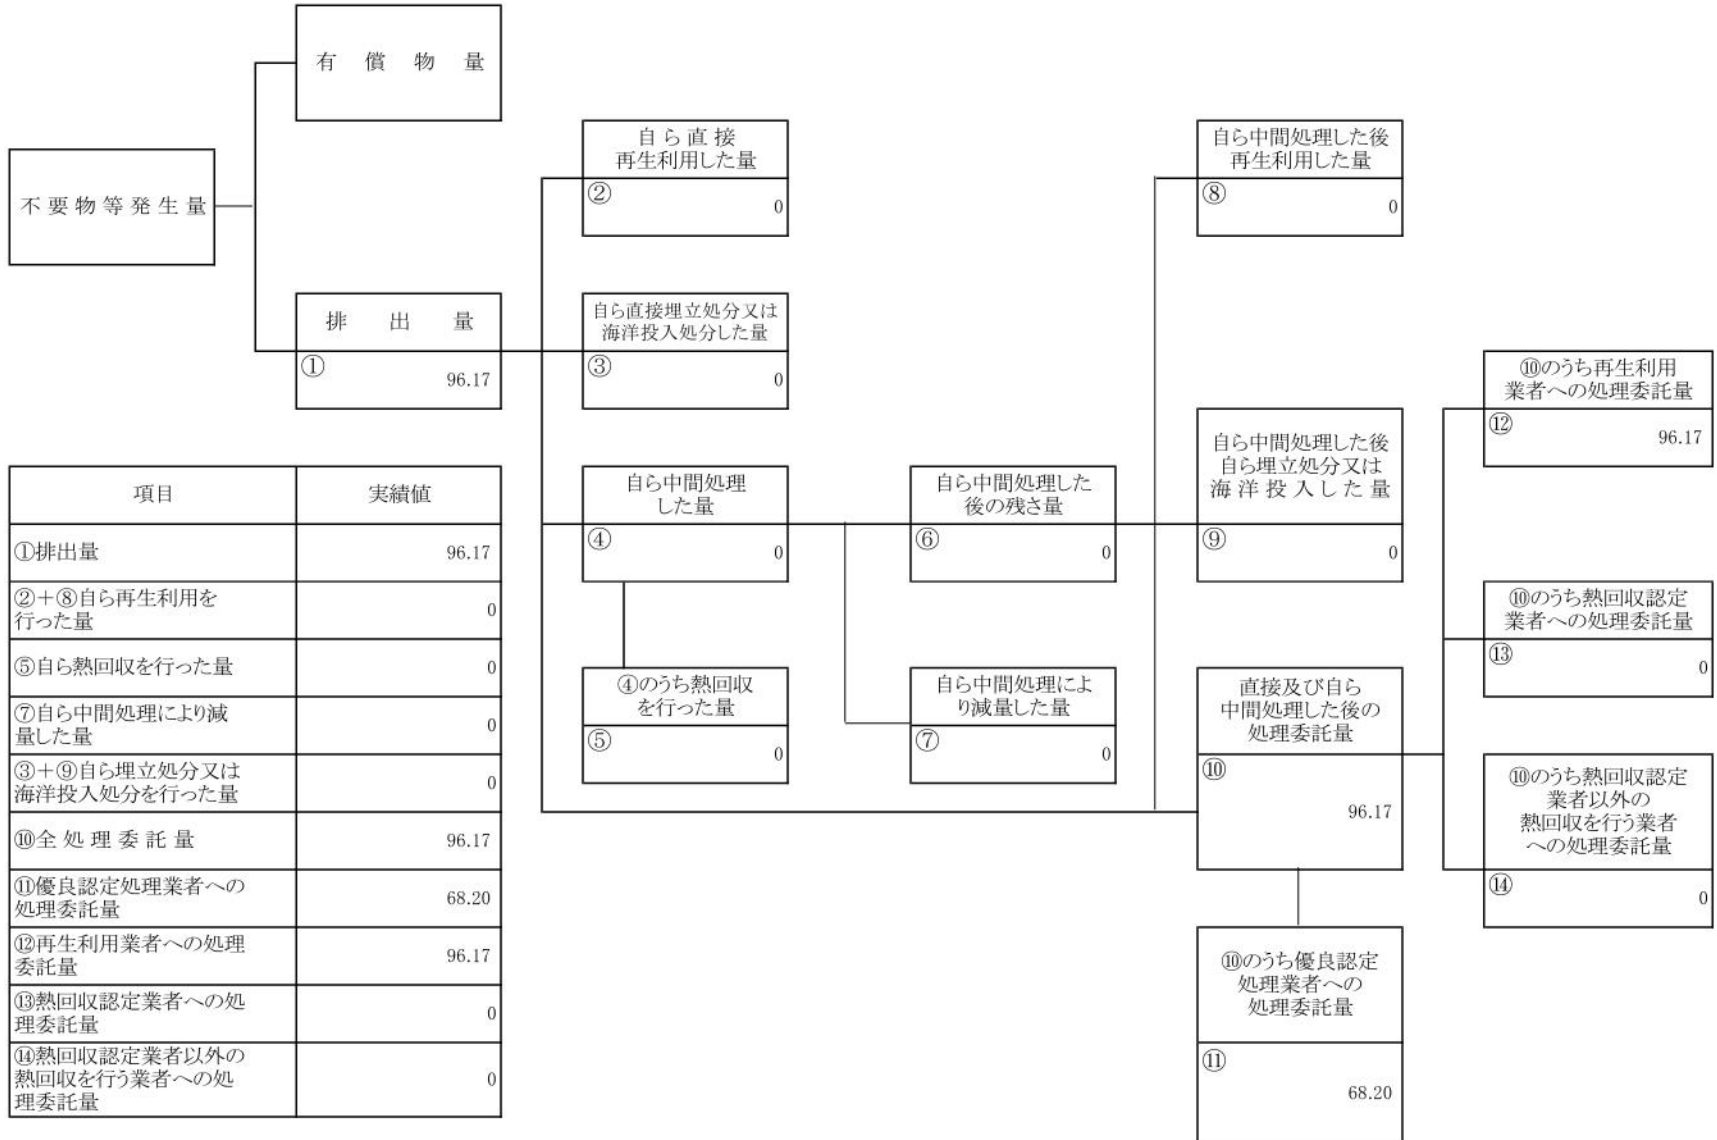 有償物量
不要物等発生量
排出量
①
96.17
自ら直接
再生利用した量
②
0
自ら直接埋立処分又は
海洋投入処分した量
③
0
自ら中間処理
した量
④
0
④のうち熱回収
を行った量
⑤
0
自ら中間処理した
後の残さ量
⑥
0
自ら中間処理によ
り減量した量
⑦
0
自ら中間処理した後
再生利用した量
⑧
0
自ら中間処理した後
自ら埋立処分又は
海洋投入した量
⑨
0
直接及び自ら
中間処理した後の
処理委託量
⑩
96.17
⑩のうち優良認定
処理業者への
処理委託量
⑪
68.20
⑩のうち再生利用
業者への処理委託量
⑫
96.17
⑩のうち熱回収認定
業者への処理委託量
⑬
0
⑩のうち熱回収認定
業者以外の
熱回収を行う業者
への処理委託量
⑭
0
項目 実績値
①排出量 96.17
②＋⑧自ら再生利用を
行った量 0
⑤自ら熱回収を行った量 0
⑦自ら中間処理により減
量した量 0
③＋⑨自ら埋立処分又は
海洋投入処分を行った量 0
⑩全処理委託量 96.17
⑪優良認定処理業者への
処理委託量 68.20
⑫再生利用業者への処理
委託量 96.17
⑬熱回収認定業者への処
理委託量 0
⑭熱回収認定業者以外の
熱回収を行う業者への処
理委託量 0